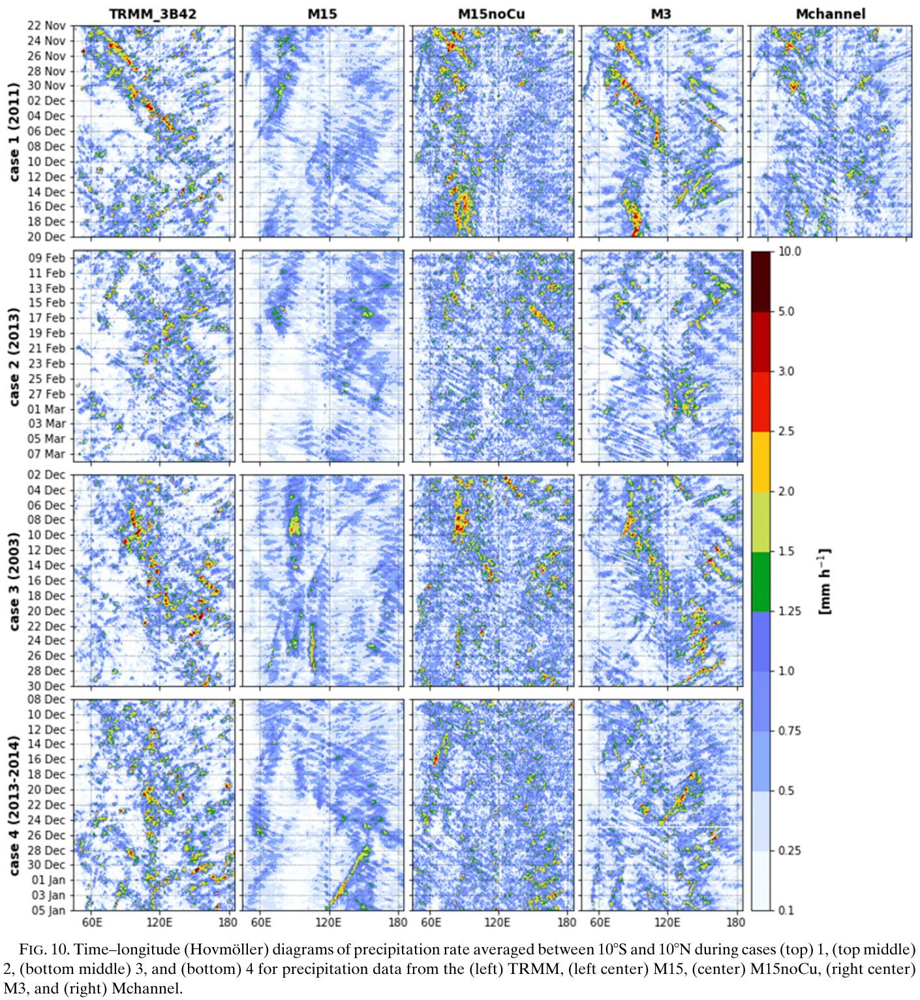 TRMM_3B42 M15 M15noCu M3 Mchannel
case 1 (2011)
22 Nov
24 Nov
26 Nov
28 Nov
30 Nov
02 Dec
04 Dec
06 Dec
08 Dec
10 Dec
12 Dec
14 Dec
16 Dec
18 Dec
20 Dec
case 2 (2013)
09 Feb
11 Feb
13 Feb
15 Feb
17 Feb
19 Feb
21 Feb
23 Feb
25 Feb
27 Feb
01 Mar
03 Mar
05 Mar
07 Mar
case 3 (2003)
02 Dec
04 Dec
06 Dec
08 Dec
10 Dec
12 Dec
14 Dec
16 Dec
18 Dec
20 Dec
22 Dec
24 Dec
26 Dec
28 Dec
30 Dec
case 4 (2013-2014)
08 Dec
10 Dec
12 Dec
14 Dec
16 Dec
18 Dec
20 Dec
22 Dec
24 Dec
26 Dec
28 Dec
30 Dec
01 Jan
03 Jan
05 Jan
60E 120E 180 60E 120E 180 60E 120E 180 60E 120E 180
10.0
5.0
3.0
2.5
2.0
1.5
1.25
1.0
0.75
0.5
0.25
0.1
[mm h⁻¹]
FIG. 10. Time–longitude (Hovmöller) diagrams of precipitation rate averaged between 10°S and 10°N during cases (top) 1, (top middle)
2, (bottom middle) 3, and (bottom) 4 for precipitation data from the (left) TRMM, (left center) M15, (center) M15noCu, (right center)
M3, and (right) Mchannel.